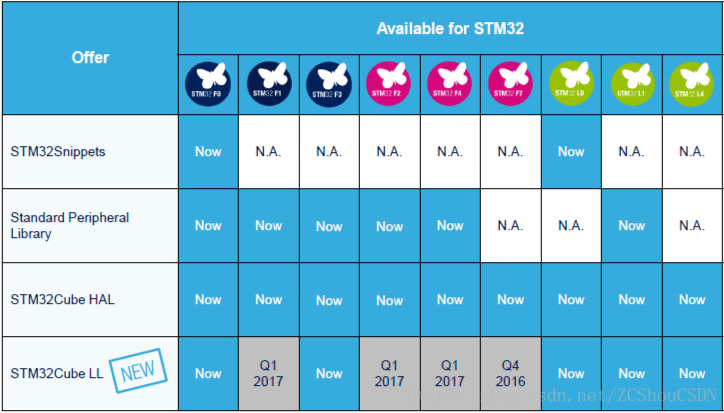 Offer
Available for STM32
STM32 F0
STM32 F1
STM32 F3
STM32 F2
STM32 F4
STM32 F7
STM32 L0
STM32 L1
STM32 L4
STM32Snippets
Now
N.A.
N.A.
N.A.
N.A.
N.A.
Now
N.A.
N.A.
Standard Peripheral
Library
Now
Now
Now
Now
Now
N.A.
N.A.
Now
N.A.
STM32Cube HAL
Now
Now
Now
Now
Now
Now
Now
Now
Now
STM32Cube LL
NEW
Now
Q1
2017
Now
Q1
2017
Q1
2017
Q4
2016
Now
Now
Now
csdn.net/ZCShouCSDN